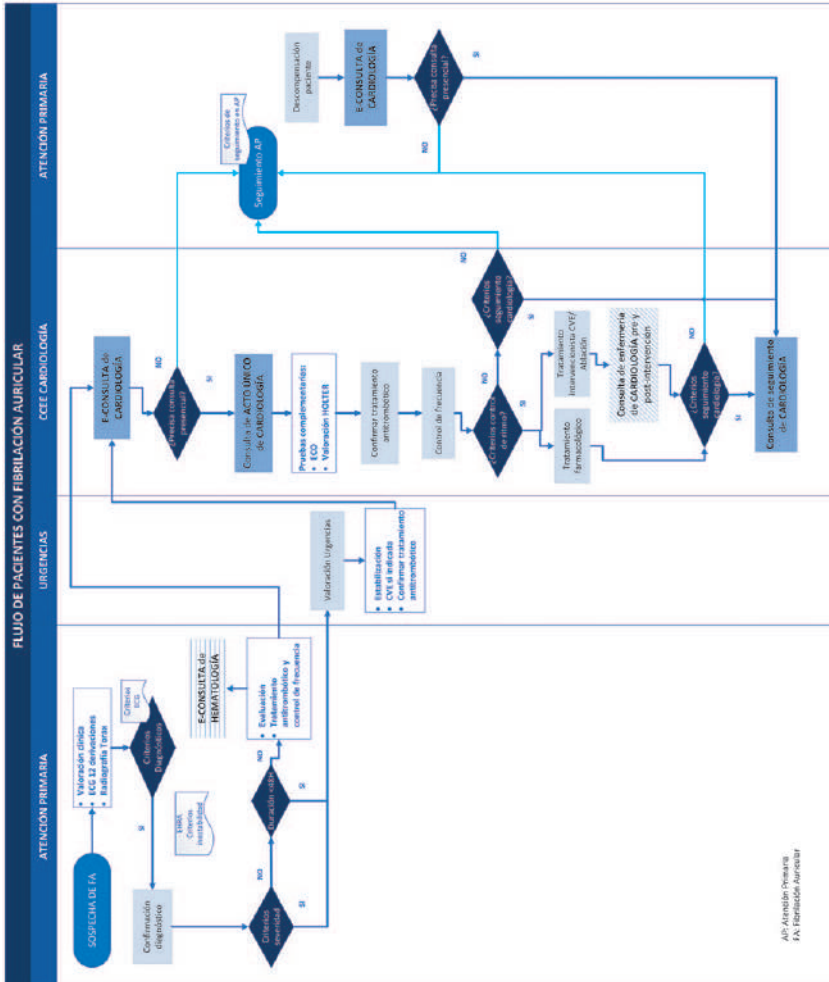 FLUJO DE PACIENTES CON FIBRILACIÓN AURICULAR
ATENCIÓN PRIMARIA
URGENCIAS
CCEE CARDIOLOGÍA
ATENCIÓN PRIMARIA
SOSPECHA DE FA
• Valoración clínica
• ECG 12 derivaciones
• Radiografía Torax
Criterios
ECG
Criterios
Diagnósticos
SI
Confirmación
diagnóstico
EHRA
Criterios
inestabilidad
Criterios
severidad
NO
SI
Duración <48H
NO
SI
• Evaluación
• Tratamiento
antitrombótico y
control de frecuencia
E-CONSULTA de
HEMATOLOGÍA
Valoración Urgencias
• Estabilización
• CVE si indicada
• Confirmar tratamiento
antitrombótico
E-CONSULTA de
CARDIOLOGÍA
¿Precisa consulta
presencial?
NO
SI
Consulta de ACTO ÚNICO
de CARDIOLOGÍA
Pruebas complementarias:
• ECO
• Valoración HOLTER
Confirmar tratamiento
antitrombótico
Control de frecuencia
¿Criterios control
de ritmo?
NO
SI
¿Criterios
seguimiento
cardiología?
NO
SI
Tratamiento
farmacológico
Tratamiento
intervencionista CVE/
Ablación
Consulta de enfermería
de CARDIOLOGÍA pre y
post-intervención
¿Criterios
seguimiento
cardiología?
NO
SI
Consulta de seguimiento
de CARDIOLOGÍA
Criterios de
seguimiento en AP
Seguimiento AP
Descompensación
paciente
E-CONSULTA de
CARDIOLOGÍA
¿Precisa consulta
presencial?
NO
SI
AP: Atención Primaria
FA: Fibrilación Auricular